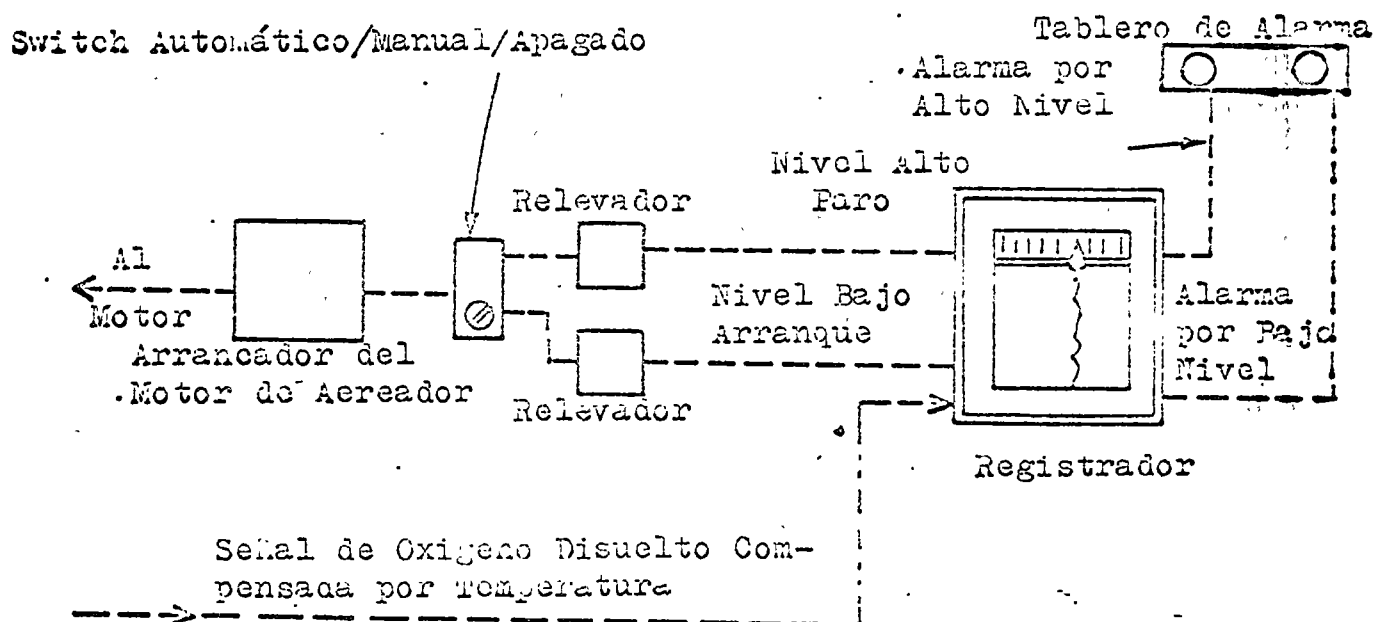 Switch Automático/Manual/Apagado
Tablero de Alarma
Alarma por
Alto Nivel
Nivel Alto
Paro
Relevador
Al
Motor
Nivel Bajo
Arranque
Alarma
por Bajo
Nivel
Arrancador del
Motor de Aereador
Relevador
Registrador
Señal de Oxigeno Disuelto Com-
pensada por Temperatura